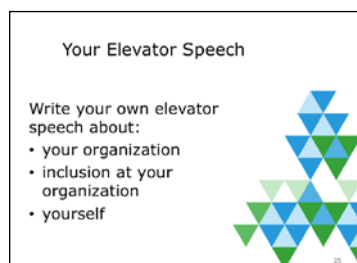 Your Elevator Speech
Write your own elevator
speech about:
• your organization
• inclusion at your
organization
• yourself
25